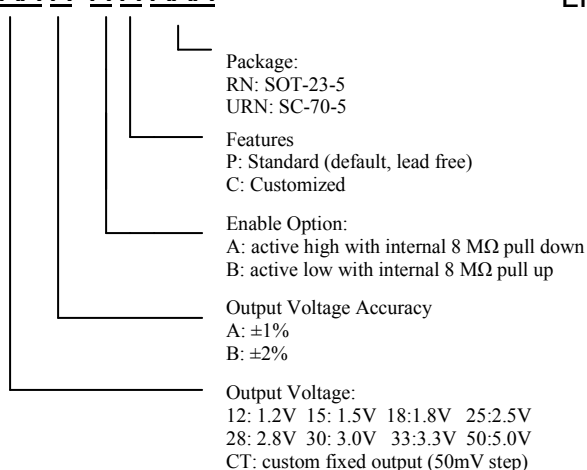 Package:
RN: SOT-23-5
URN: SC-70-5
Features
P: Standard (default, lead free)
C: Customized
Enable Option:
A: active high with internal 8 MΩ pull down
B: active low with internal 8 MΩ pull up
Output Voltage Accuracy
A: ±1%
B: ±2%
Output Voltage:
12: 1.2V 15: 1.5V 18:1.8V 25:2.5V
28: 2.8V 30: 3.0V 33:3.3V 50:5.0V
CT: custom fixed output (50mV step)